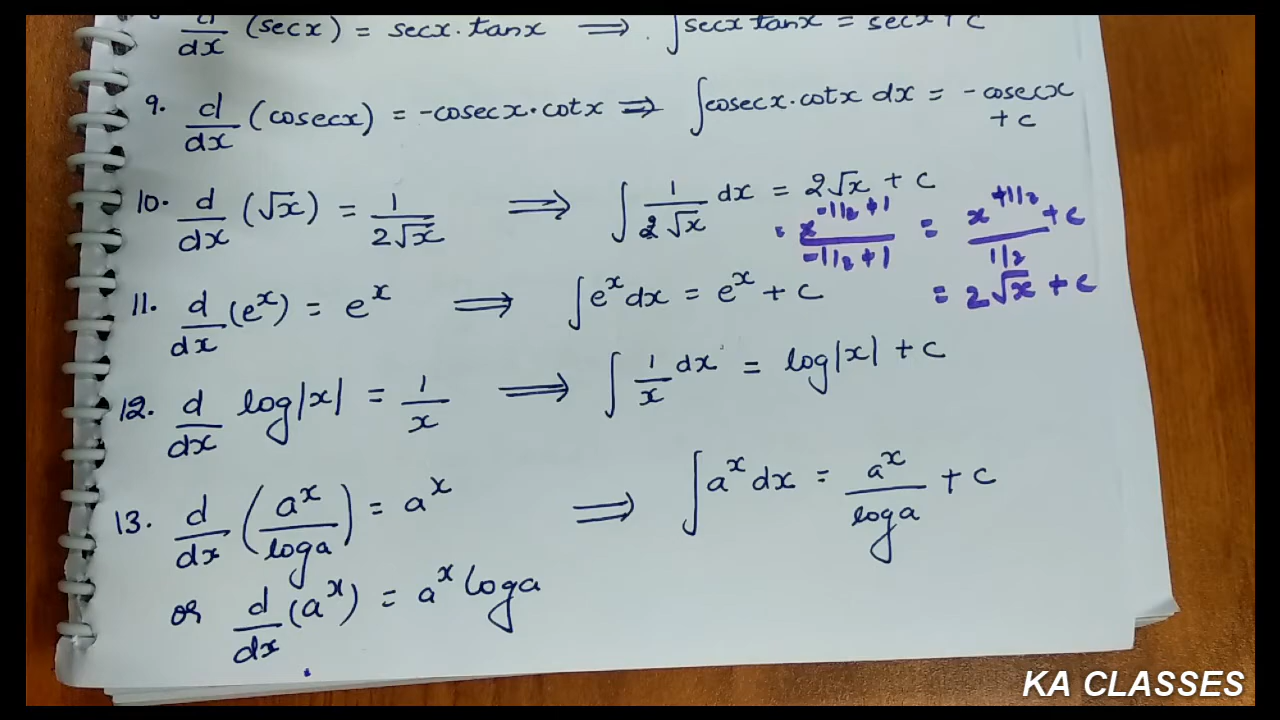 d/dx (secx) = secx·tanx ⟹ ∫secx tanx = secx + c
9. d/dx (cosecx) = -cosecx·cotx ⟹ ∫cosecx·cotx dx = -cosecx + c
10. d/dx (√x) = 1/2√x ⟹ ∫ 1/2√x dx = 2√x + c
= x^(-1/2+1)/(-1/2+1) = x^(+1/2)/(1/2) + c
= 2√x + c
11. d/dx (e^x) = e^x ⟹ ∫e^x dx = e^x + c
12. d/dx log|x| = 1/x ⟹ ∫ 1/x dx = log|x| + c
13. d/dx (a^x/loga) = a^x ⟹ ∫a^x dx = a^x/loga + c
or d/dx (a^x) = a^x loga
KA CLASSES